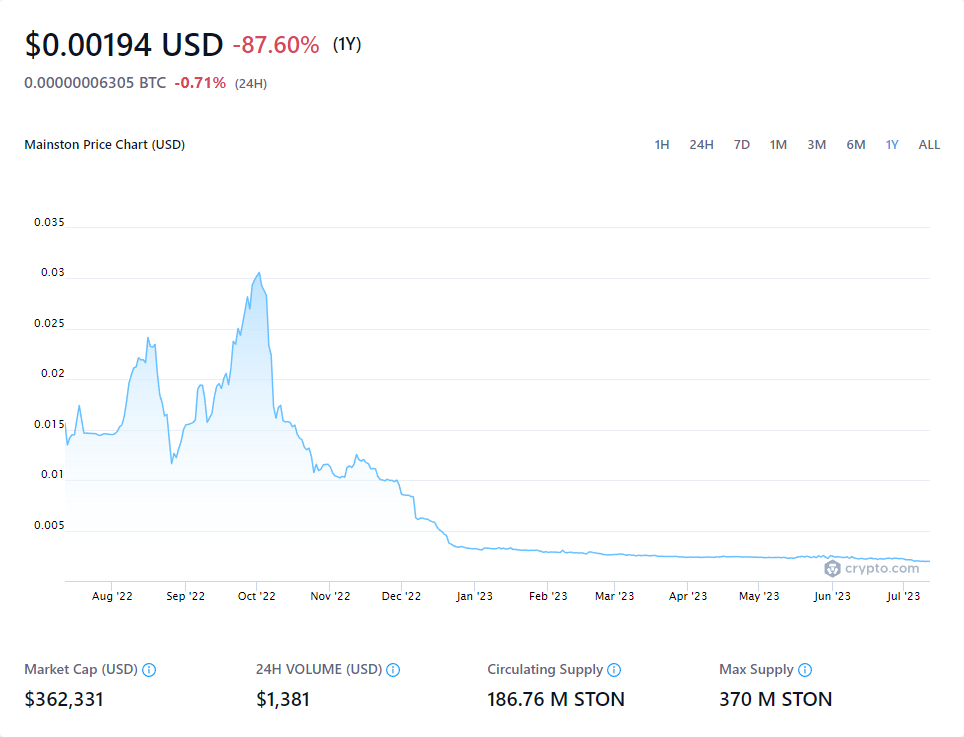 $0.00194 USD -87.60% (1Y)
0.00000006305 BTC -0.71% (24H)
Mainston Price Chart (USD)
1H 24H 7D 1M 3M 6M 1Y ALL
0.035
0.03
0.025
0.02
0.015
0.01
0.005
crypto.com
Aug '22 Sep '22 Oct '22 Nov '22 Dec '22 Jan '23 Feb '23 Mar '23 Apr '23 May '23 Jun '23 Jul '23
Market Cap (USD) 24H VOLUME (USD) Circulating Supply Max Supply
$362,331 $1,381 186.76 M STON 370 M STON